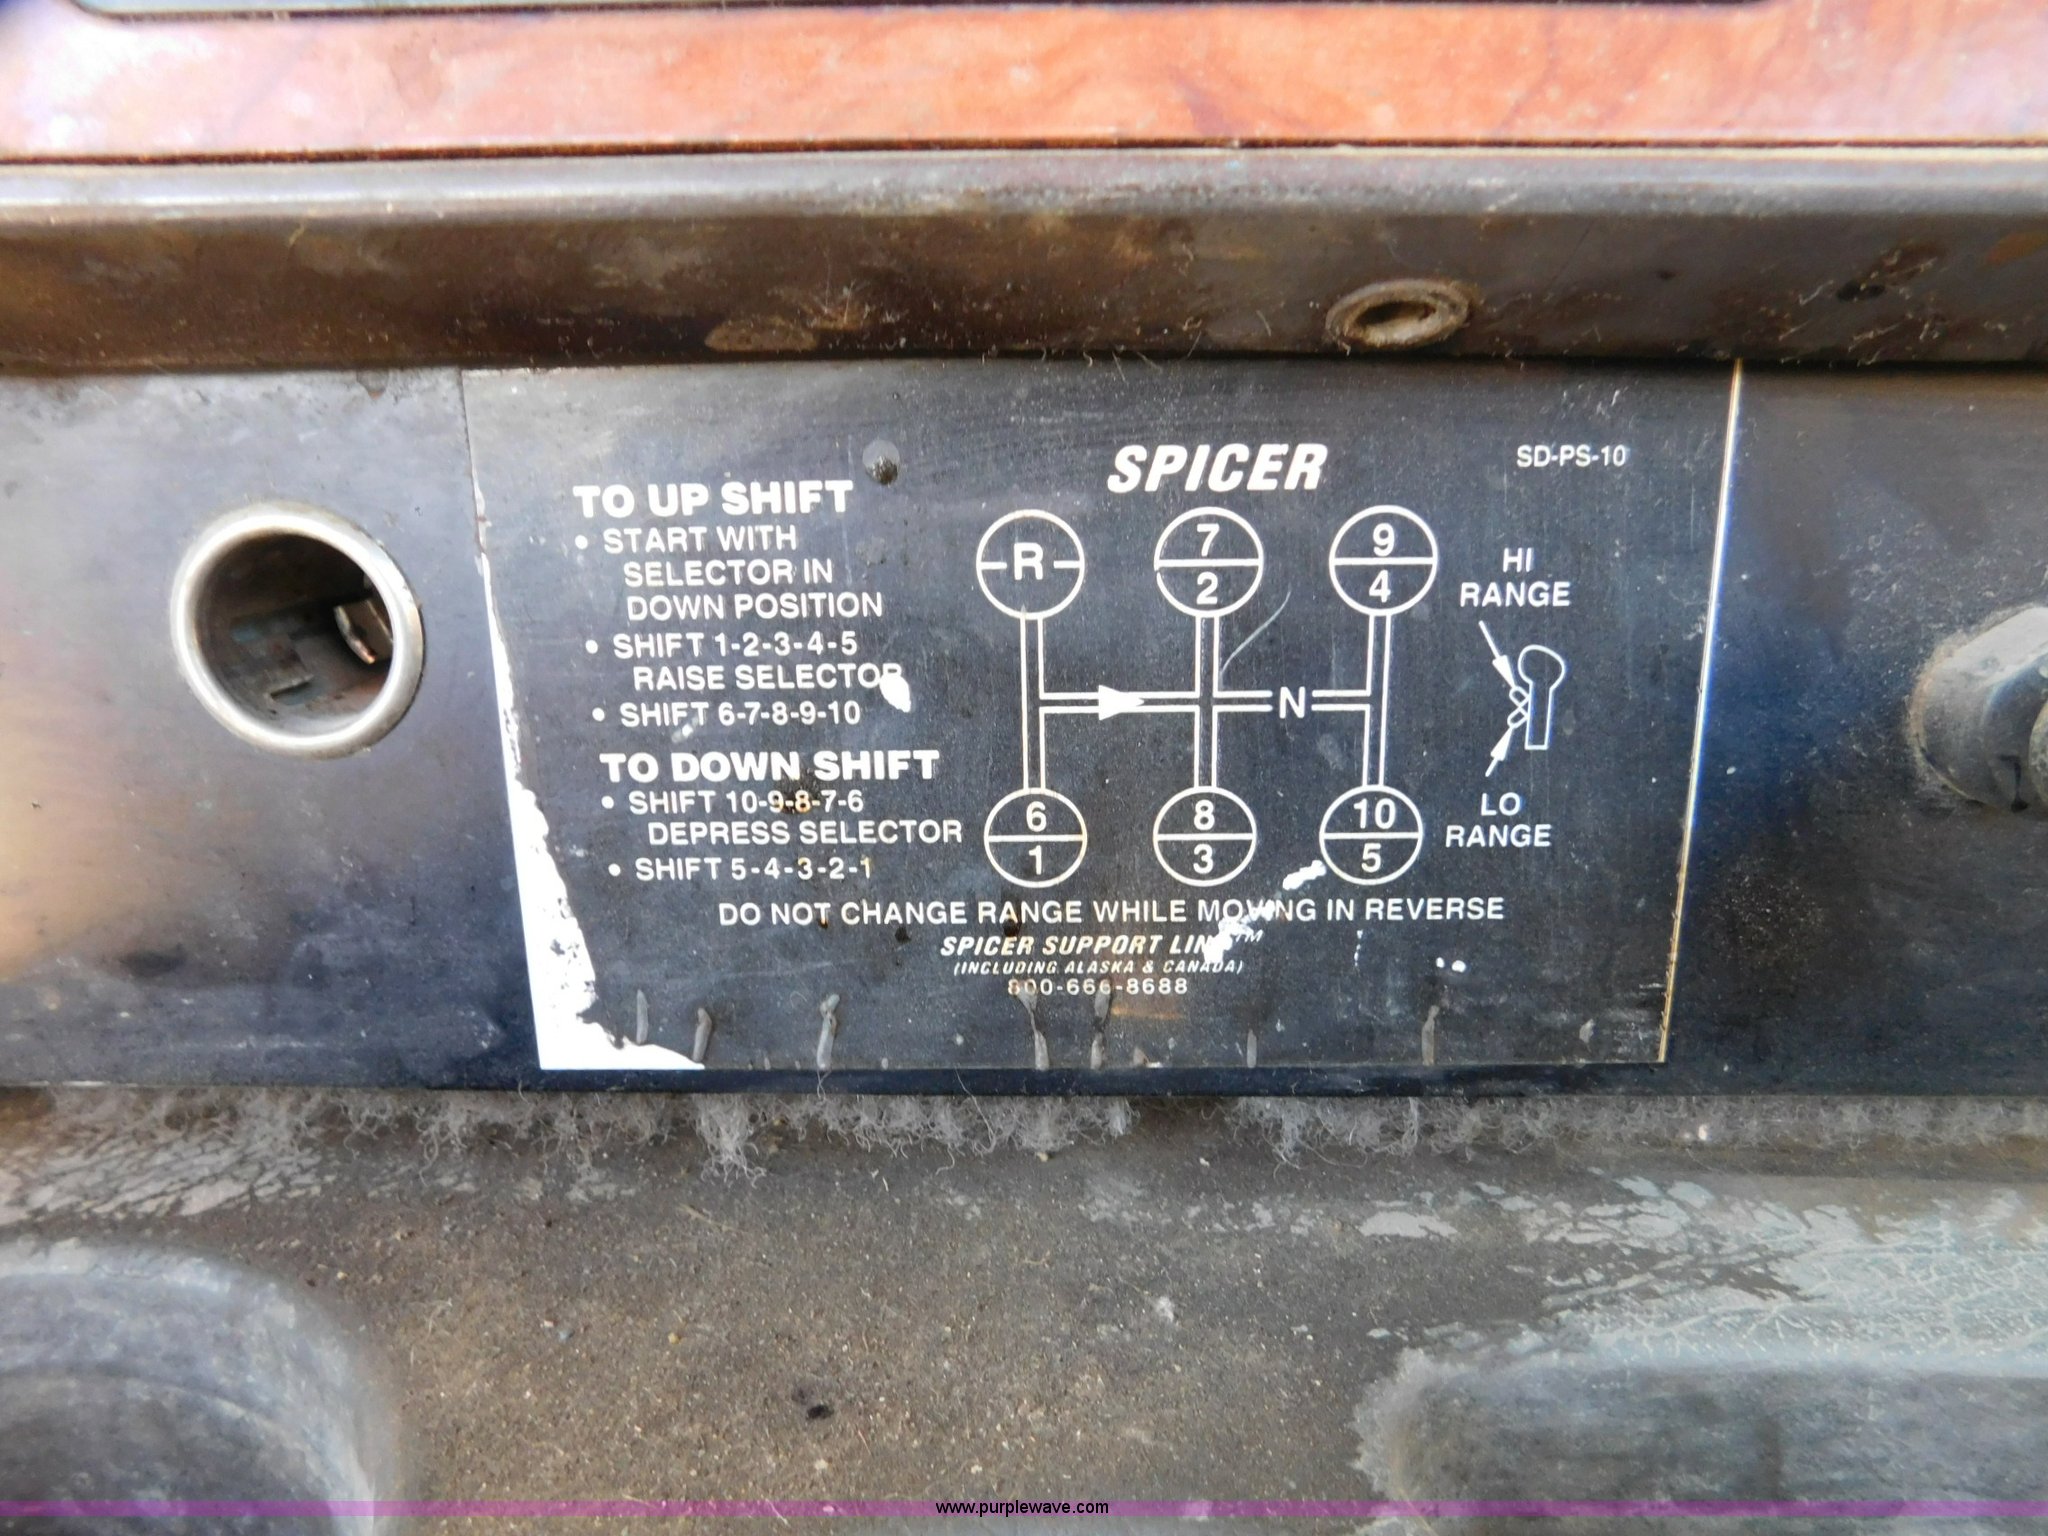 SPICER
SD-PS-10
TO UP SHIFT
• START WITH
SELECTOR IN
DOWN POSITION
• SHIFT 1-2-3-4-5
RAISE SELECTOR
• SHIFT 6-7-8-9-10
TO DOWN SHIFT
• SHIFT 10-9-8-7-6
DEPRESS SELECTOR
• SHIFT 5-4-3-2-1
R
7
2
9
4
HI
RANGE
N
6
1
8
3
10
5
LO
RANGE
DO NOT CHANGE RANGE WHILE MOVING IN REVERSE
SPICER SUPPORT LINE™
(INCLUDING ALASKA & CANADA)
800-666-8688
www.purplewave.com